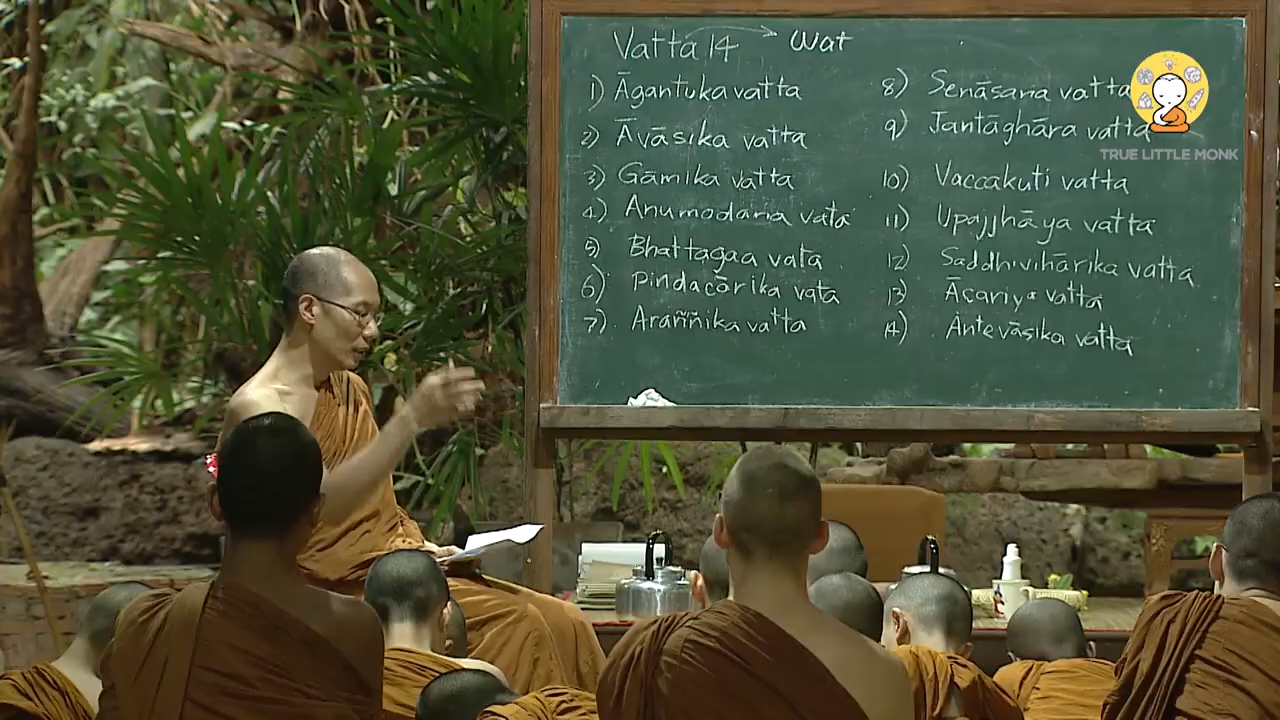 Vatta 14 → Wat
1) Āgantuka vatta
2) Āvāsika vatta
3) Gāmika vatta
4) Anumodana vata
5) Bhattagaa vata
6) Pindacārika vata
7) Araññika vatta
8) Senāsana vatta
9) Jantāghāra vatta
10) Vaccakuti vatta
11) Upajjhāya vatta
12) Saddhivihārika vatta
13) Āçariya vatta
14) Antevāsika vatta
TRUE LITTLE MONK